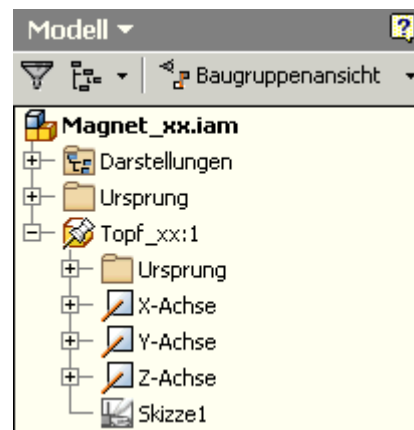 Modell
Baugruppenansicht
Magnet_xx.iam
Darstellungen
Ursprung
Topf_xx:1
Ursprung
X-Achse
Y-Achse
Z-Achse
Skizze1